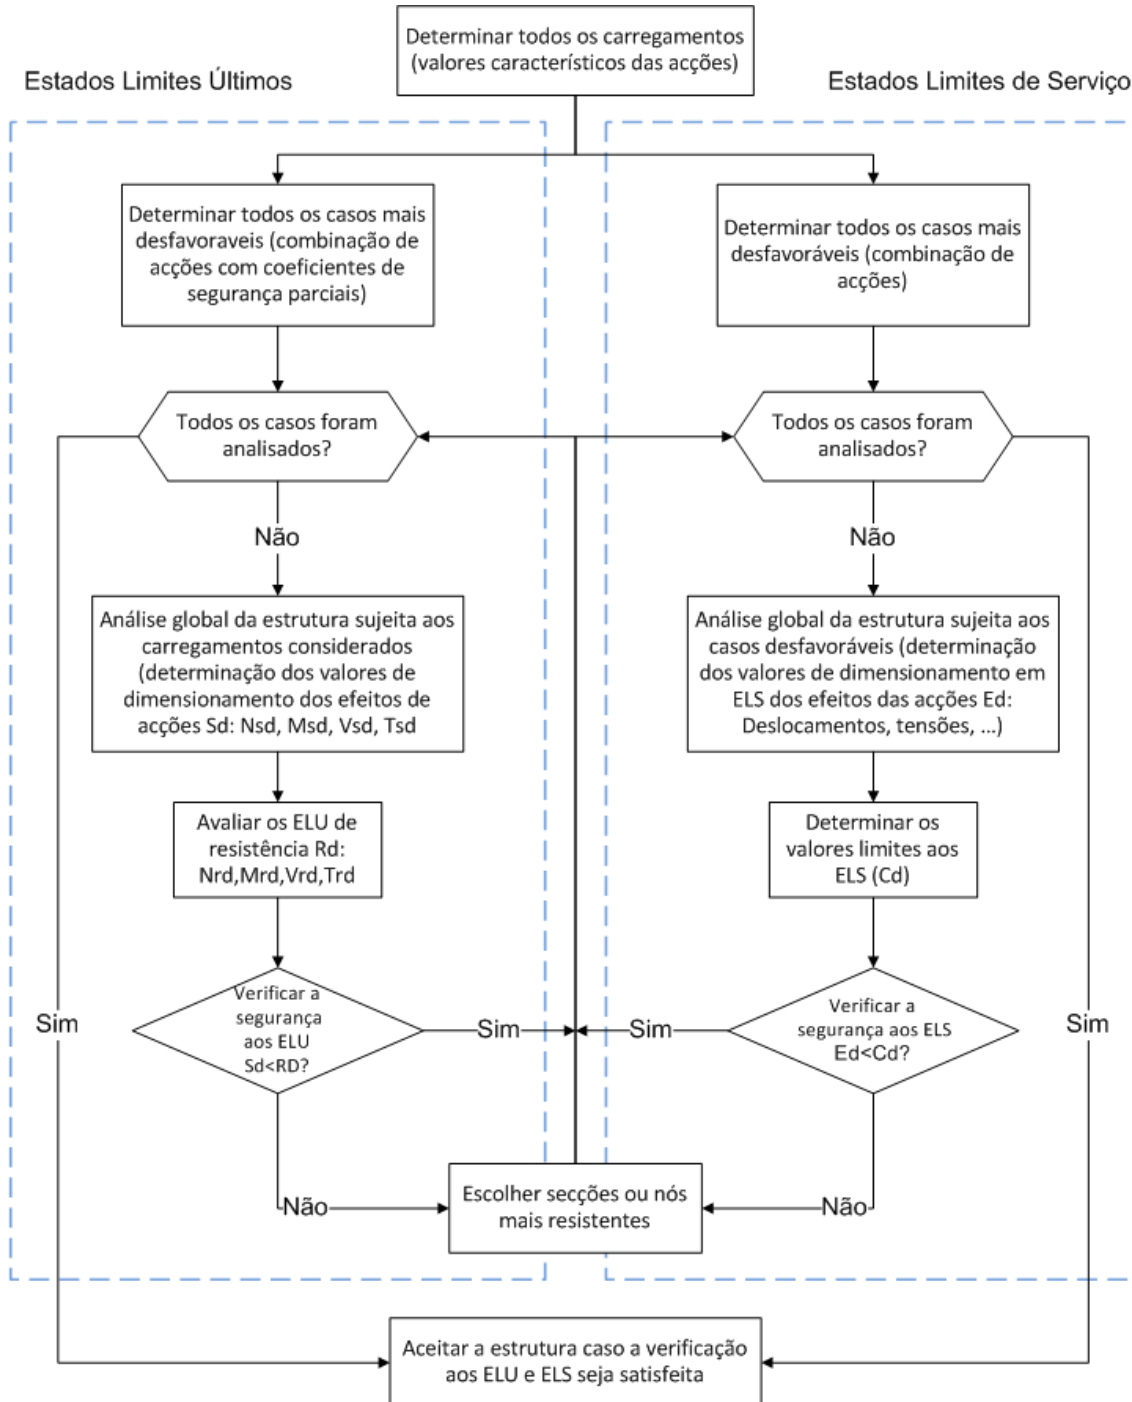 Determinar todos os carregamentos
(valores característicos das acções)
Estados Limites Últimos
Estados Limites de Serviço
Determinar todos os casos mais
desfavoraveis (combinação de
acções com coeficientes de
segurança parciais)
Determinar todos os casos mais
desfavoráveis (combinação de
acções)
Todos os casos foram
analisados?
Todos os casos foram
analisados?
Não
Não
Análise global da estrutura sujeita aos
carregamentos considerados
(determinação dos valores de
dimensionamento dos efeitos de
acções Sd: Nsd, Msd, Vsd, Tsd
Análise global da estrutura sujeita aos
casos desfavoráveis (determinação
dos valores de dimensionamento em
ELS dos efeitos das acções Ed:
Deslocamentos, tensões, ...)
Avaliar os ELU de
resistência Rd:
Nrd,Mrd,Vrd,Trd
Determinar os
valores limites aos
ELS (Cd)
Verificar a
segurança
aos ELU
Sd<RD?
Verificar a
segurança aos ELS
Ed<Cd?
Sim
Sim
Sim
Sim
Não
Escolher secções ou nós
mais resistentes
Não
Aceitar a estrutura caso a verificação
aos ELU e ELS seja satisfeita